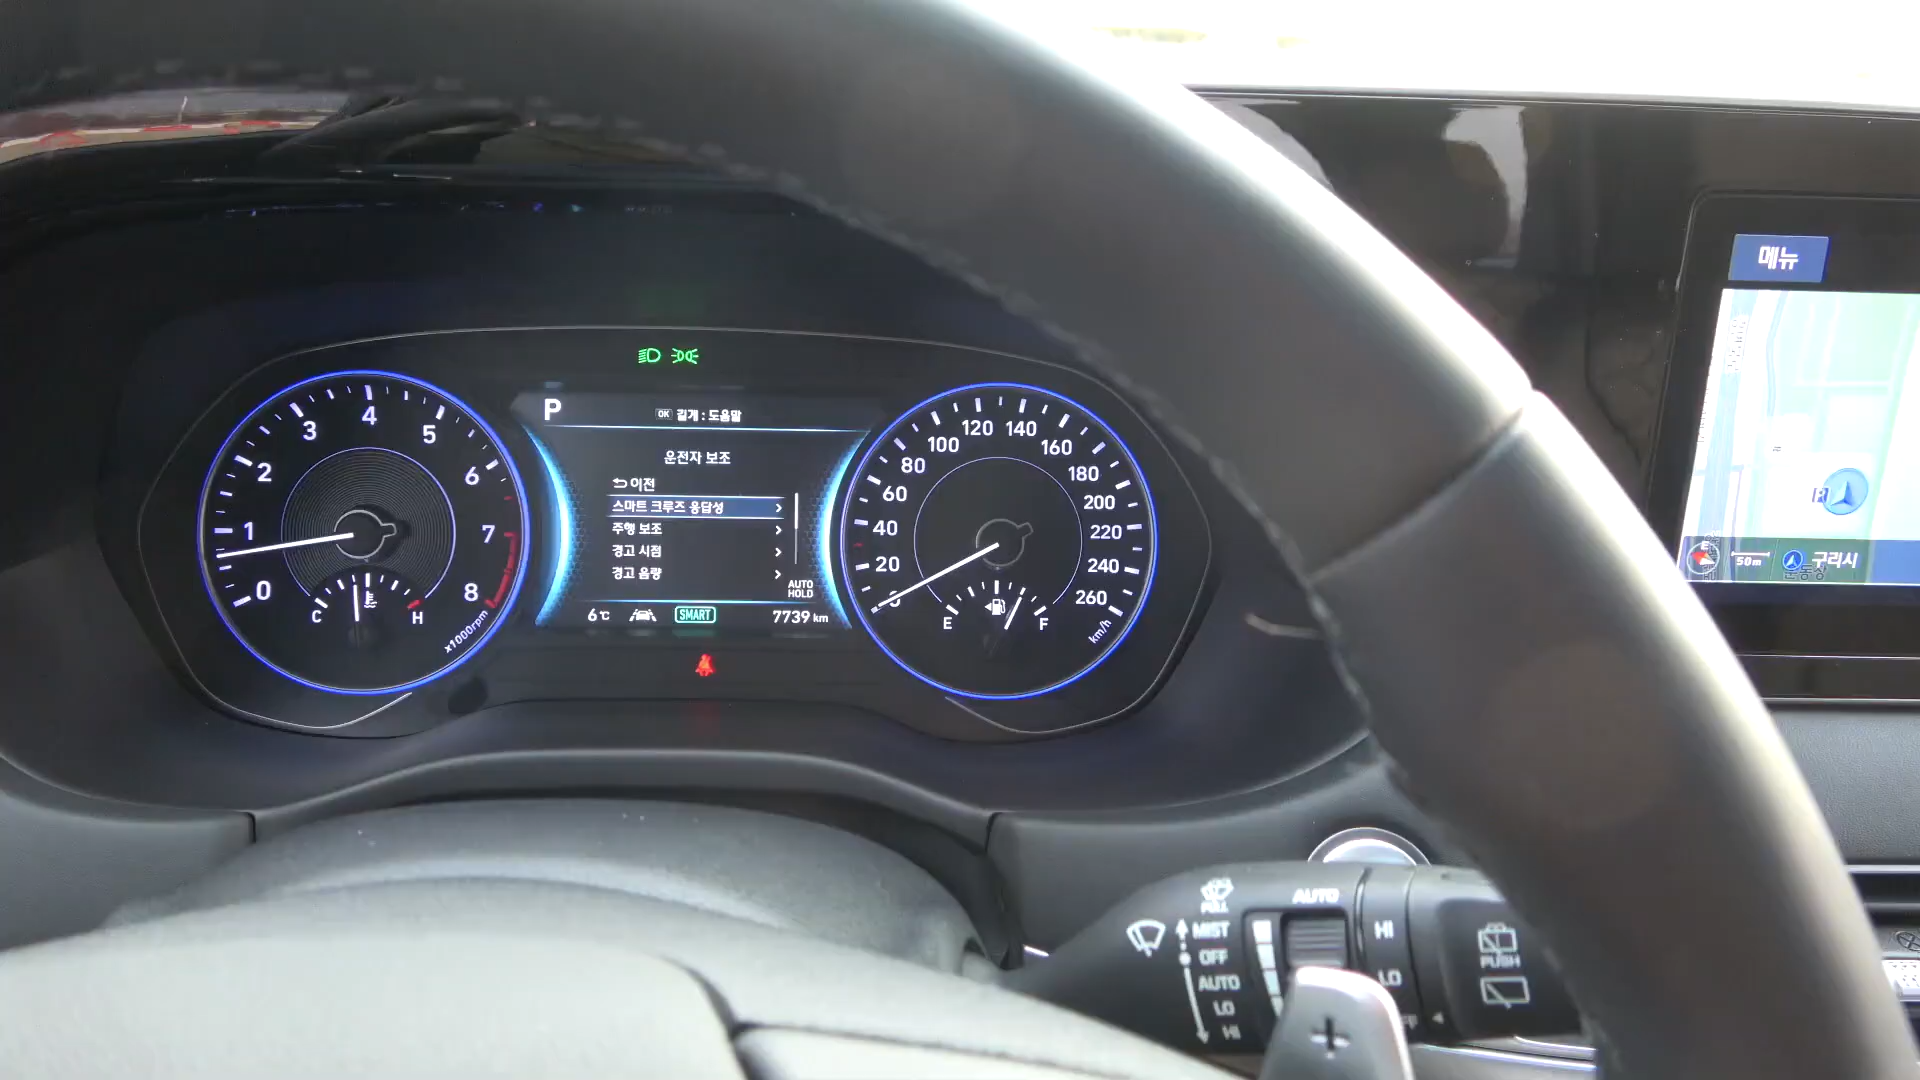 메뉴
4
3
5
2
6
1
7
0
8
C
H
x1000rpm
P
OK 길게 : 도움말
운전자 보조
이전
스마트 크루즈 응답성
주행 보조
경고 시점
경고 음량
AUTO
HOLD
6℃
SMART
7739 km
120
140
100
160
80
180
60
200
40
220
20
240
260
E
F
km/h
P
E
50m
구리시
AUTO
MIST
OFF
AUTO
LO
HI
HI
LO
PUSH
+